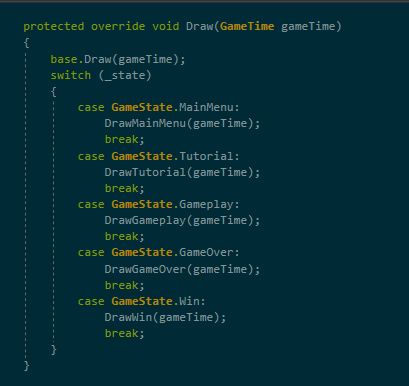 protected override void Draw(GameTime gameTime)
{
base.Draw(gameTime);
switch (_state)
{
case GameState.MainMenu:
DrawMainMenu(gameTime);
break;
case GameState.Tutorial:
DrawTutorial(gameTime);
break;
case GameState.Gameplay:
DrawGameplay(gameTime);
break;
case GameState.GameOver:
DrawGameOver(gameTime);
break;
case GameState.Win:
DrawWin(gameTime);
break;
}
}